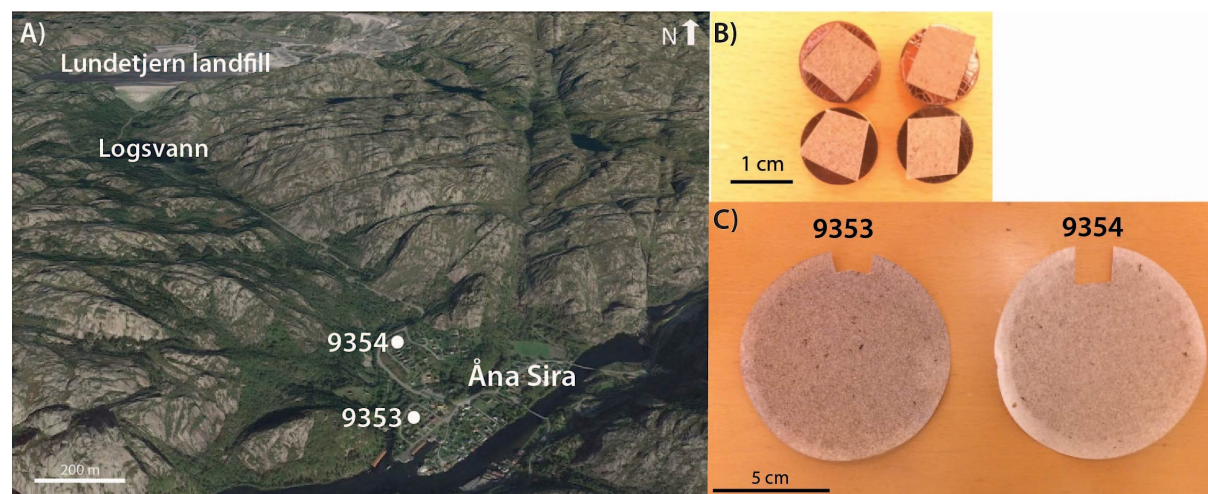 A)
N
Lundetjern landfill
Logsvann
9354
Åna Sira
9353
200 m
B)
1 cm
C)
9353
9354
5 cm